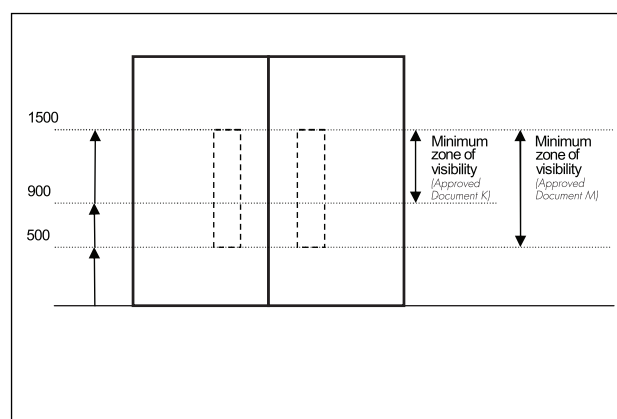 1500
900
500
Minimum
zone of
visibility
(Approved
Document K)
Minimum
zone of
visibility
(Approved
Document M)